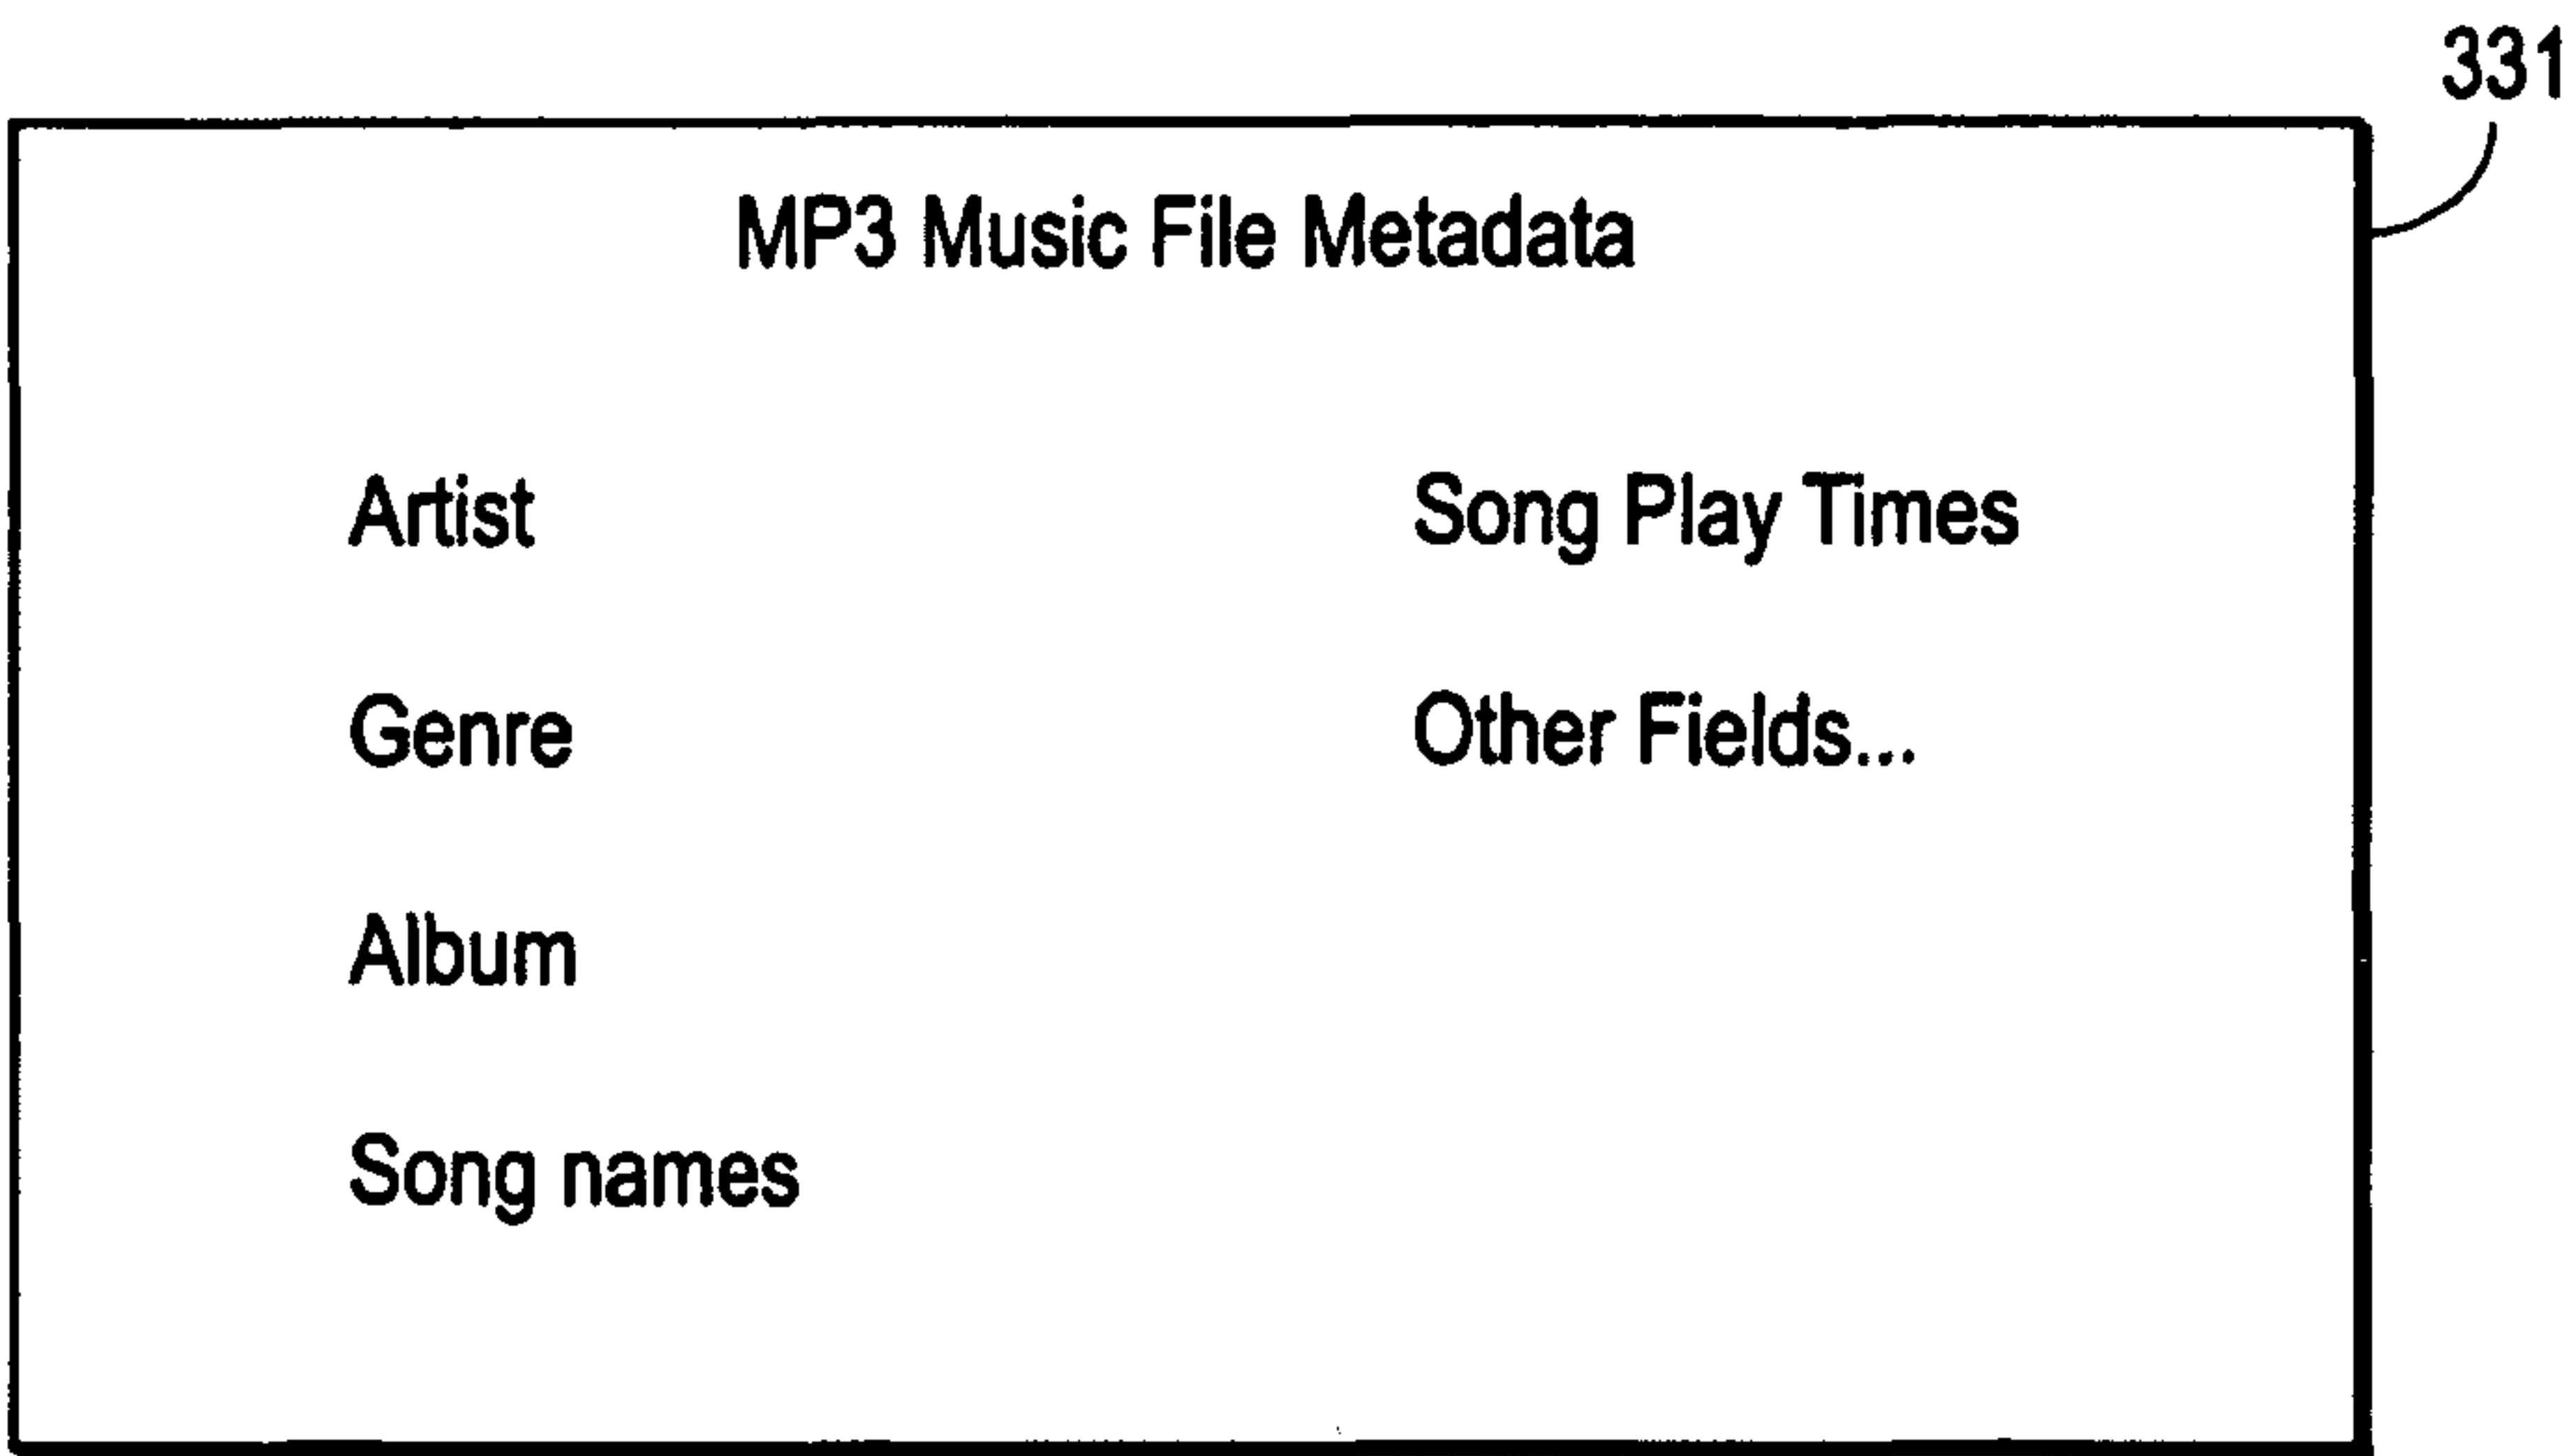 331
MP3 Music File Metadata
Artist
Genre
Album
Song names
Song Play Times
Other Fields...